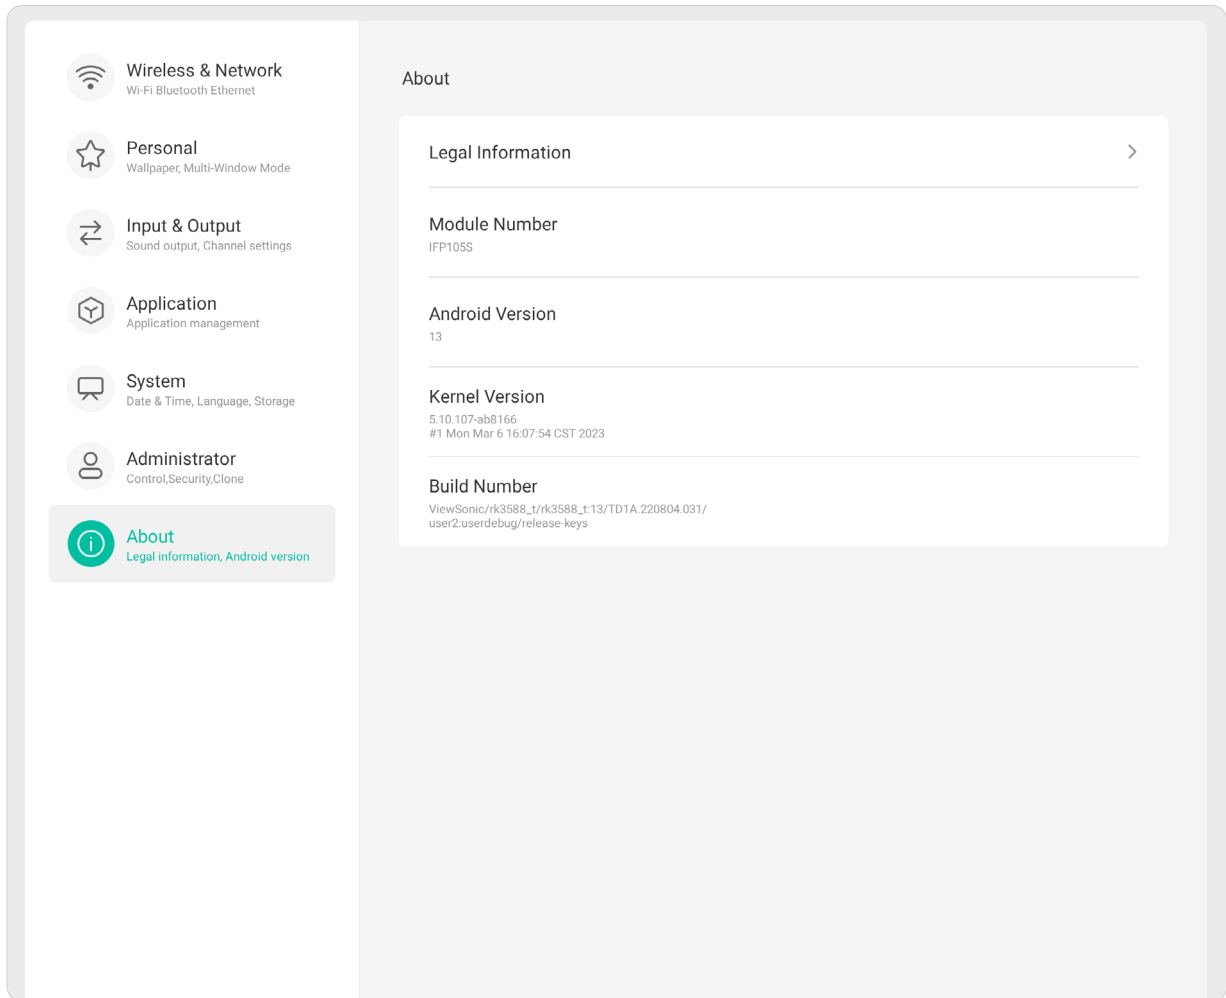 Wireless & Network
Wi-Fi Bluetooth Ethernet
Personal
Wallpaper, Multi-Window Mode
Input & Output
Sound output, Channel settings
Application
Application management
System
Date & Time, Language, Storage
Administrator
Control,Security,Clone
About
Legal information, Android version
About
Legal Information
Module Number
IFP105S
Android Version
13
Kernel Version
5.10.107-ab8166
#1 Mon Mar 6 16:07:54 CST 2023
Build Number
ViewSonic/rk3588_t/rk3588_t:13/TD1A.220804.031/
user2:userdebug/release-keys